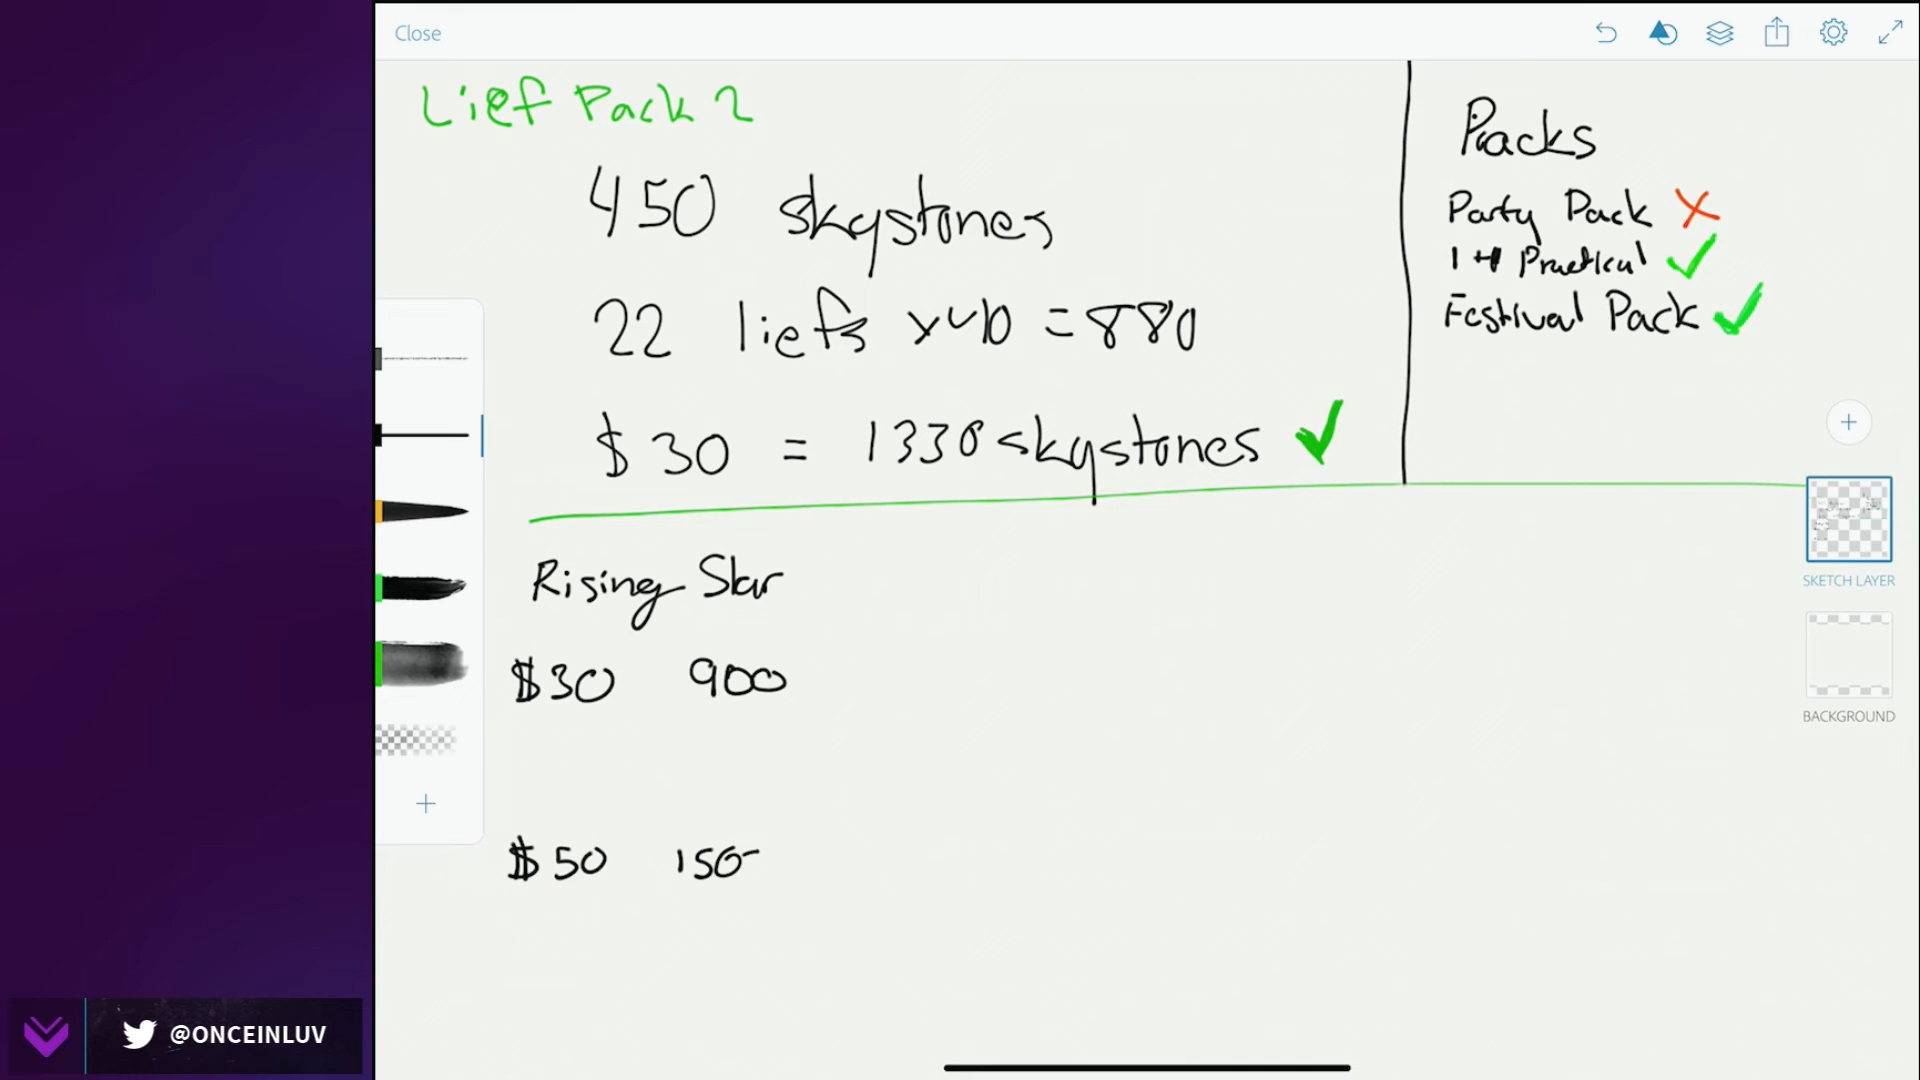 Close
Lief Pack 2
450 skystones
22 liefs x40 = 880
$30 = 1330 skystones ✓
Packs
Party Pack X
1+1 Practical ✓
Festival Pack ✓
Rising Star
$30 900
$50 150
SKETCH LAYER
BACKGROUND
@ONCEINLUV